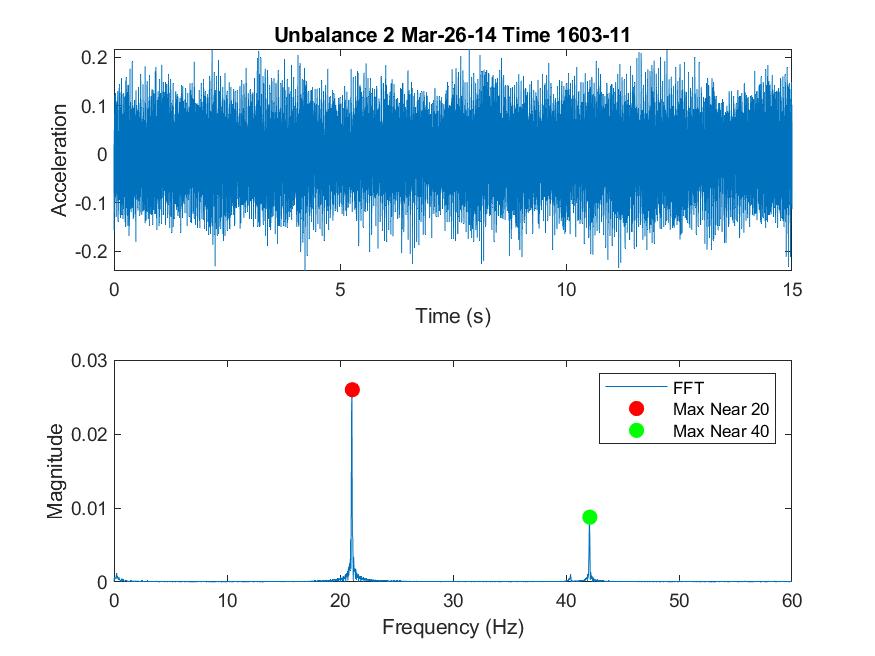 Unbalance 2 Mar-26-14 Time 1603-11
0.2
0.1
0
-0.1
-0.2
Acceleration
0 5 10 15
Time (s)
0.03
0.02
0.01
0
Magnitude
FFT
Max Near 20
Max Near 40
0 10 20 30 40 50 60
Frequency (Hz)